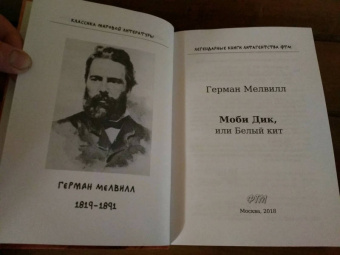 КЛАССИКА МИРОВОЙ ЛИТЕРАТУРЫ
ГЕРМАН МЕЛВИЛЛ
1819-1891
ЛЕГЕНДАРНЫЕ КНИГИ ЛИТАГЕНТСТВА ФТМ
Герман Мелвилл
Моби Дик,
или Белый кит
ФТМ
Москва, 2018